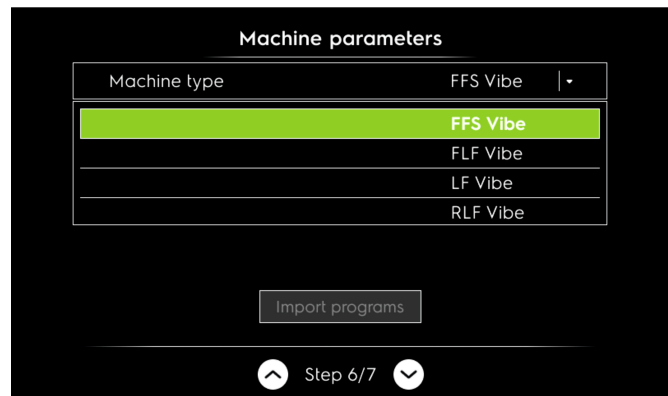 Machine parameters
Machine type FFS Vibe
FFS Vibe
FLF Vibe
LF Vibe
RLF Vibe
Import programs
Step 6/7